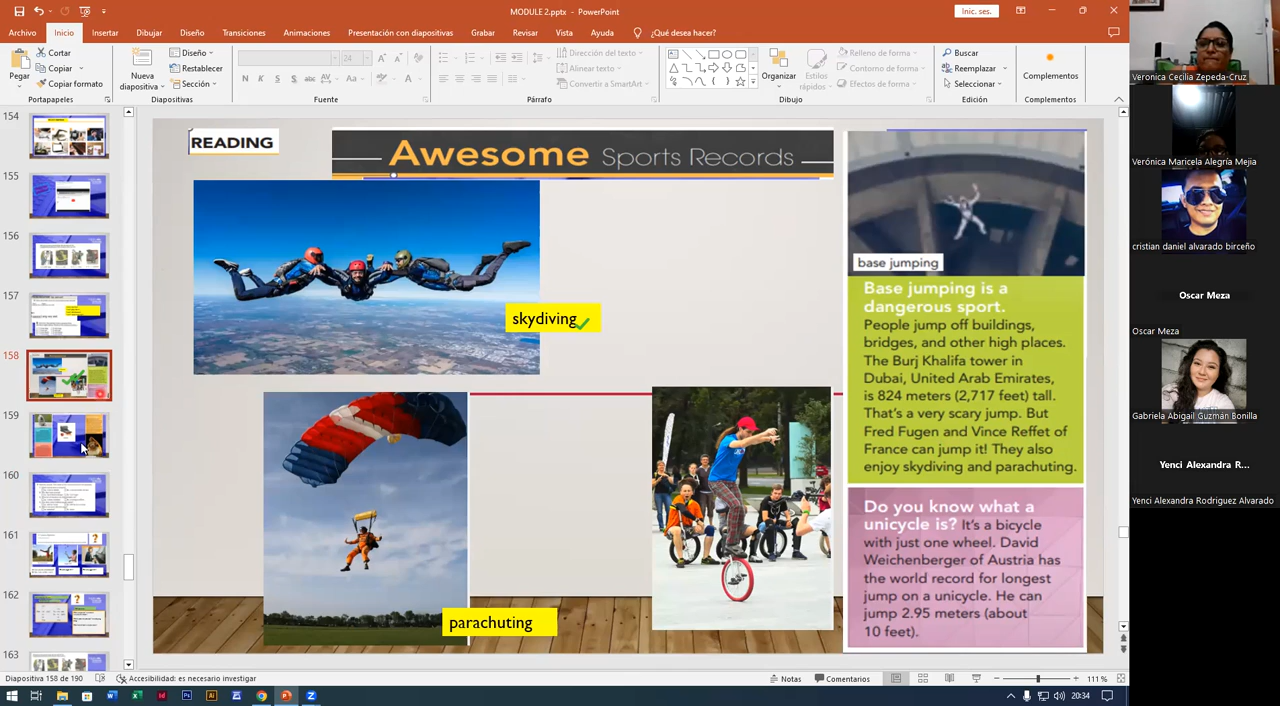 MODULE 2.pptx - PowerPoint
Inic. ses.
Archivo Inicio Insertar Dibujar Diseño Transiciones Animaciones Presentación con diapositivas Grabar Revisar Vista Ayuda ¿Qué desea hacer?
Pegar
Cortar
Copiar
Copiar formato
Portapapeles
Nueva diapositiva
Diseño
Restablecer
Sección
Diapositivas
24
N K S S abc AV Aa A
Fuente
Dirección del texto
Alinear texto
Convertir a SmartArt
Párrafo
Organizar
Estilos rápidos
Relleno de forma
Contorno de forma
Efectos de forma
Dibujo
Buscar
Reemplazar
Seleccionar
Edición
Complementos
Complementos
154
155
156
157
158
159
160
161
162
163
READING
Awesome Sports Records
skydiving
parachuting
base jumping
Base jumping is a
dangerous sport.
People jump off buildings,
bridges, and other high places.
The Burj Khalifa tower in
Dubai, United Arab Emirates,
is 824 meters (2,717 feet) tall.
That's a very scary jump. But
Fred Fugen and Vince Reffet of
France can jump it! They also
enjoy skydiving and parachuting.
Do you know what a
unicycle is? It's a bicycle
with just one wheel. David
Weichenberger of Austria has
the world record for longest
jump on a unicycle. He can
jump 2.95 meters (about
10 feet).
Veronica Cecilia Zepeda-Cruz
Verónica Maricela Alegría Mejia
cristian daniel alvarado birceño
Oscar Meza
Oscar Meza
Gabriela Abigail Guzmán Bonilla
Yenci Alexandra R...
Yenci Alexandra Rodriguez Alvarado
Diapositiva 158 de 190
Accesibilidad: es necesario investigar
Notas
Comentarios
111 %
20:34